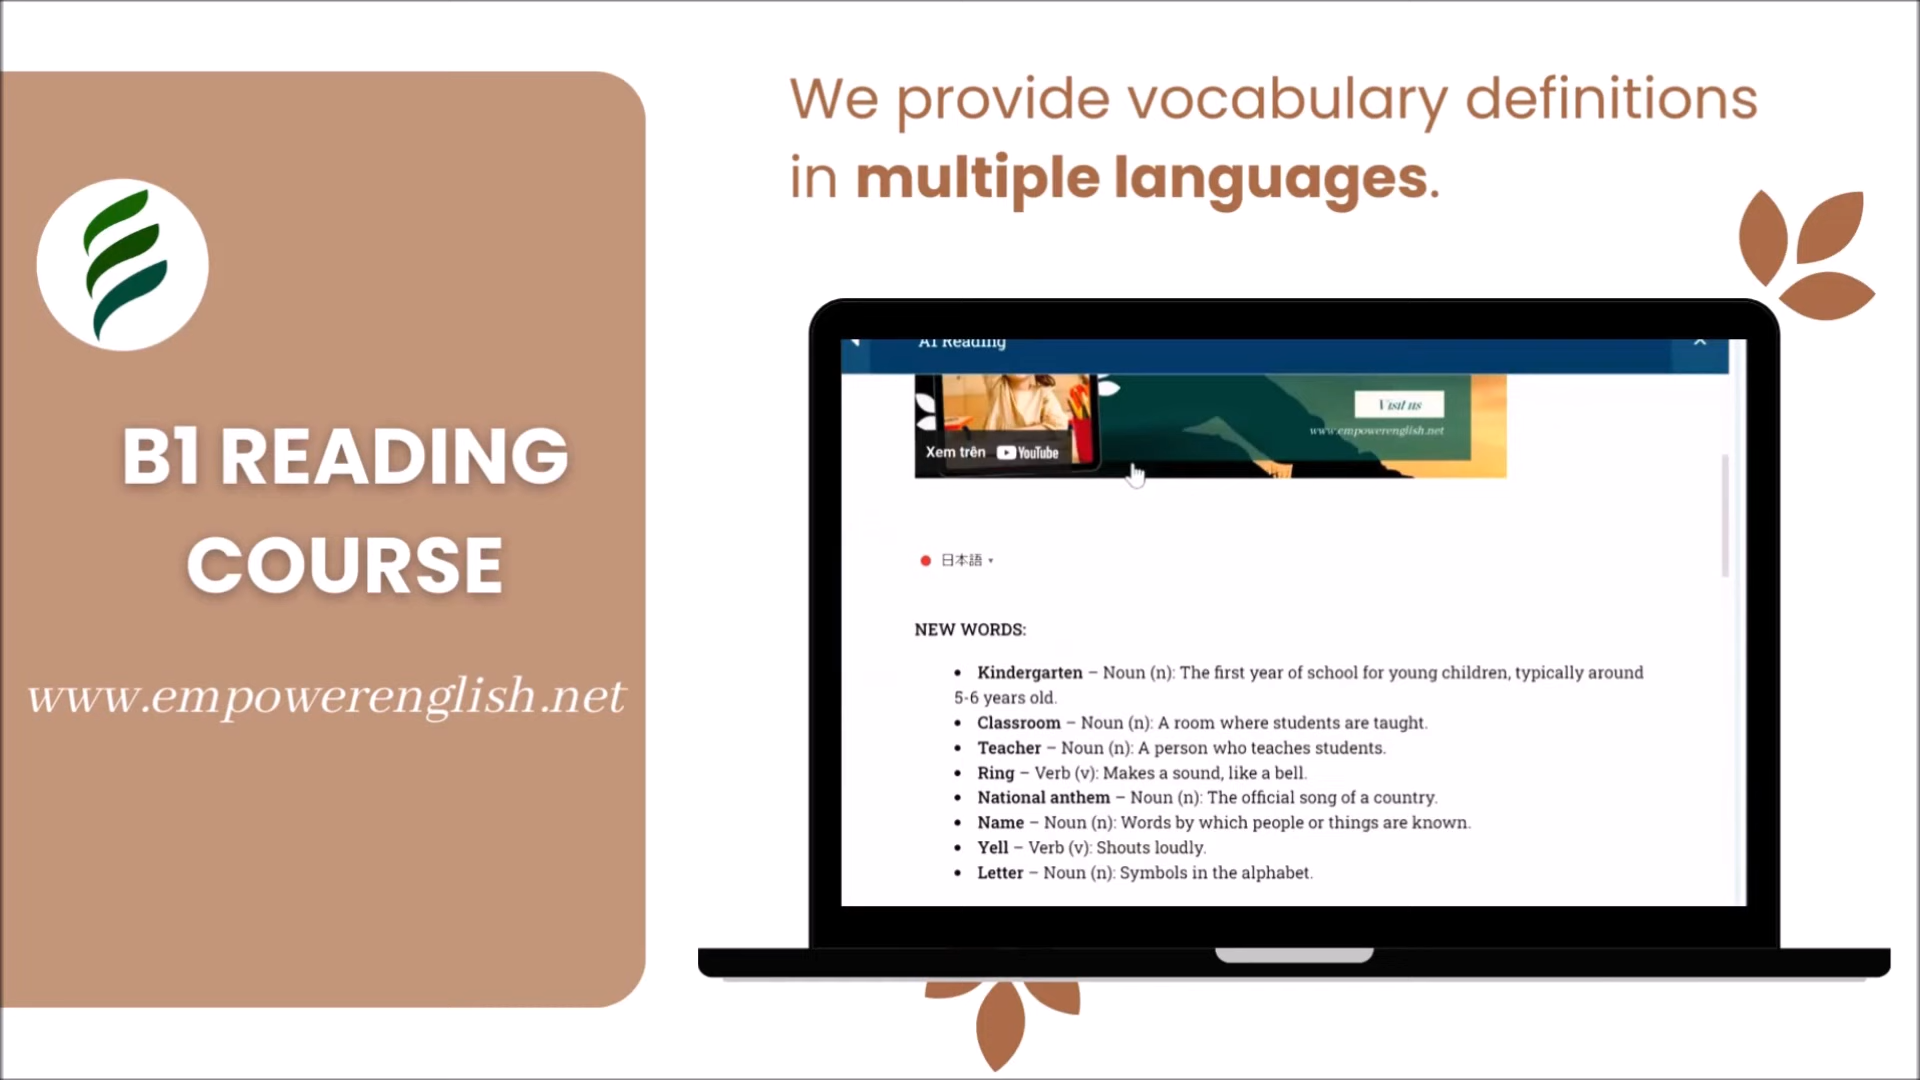 We provide vocabulary definitions
in multiple languages.
B1 READING
COURSE
www.empowerenglish.net
A1 Reading
Visit us
www.empowerenglish.net
Xem trên YouTube
日本語
NEW WORDS:
Kindergarten – Noun (n): The first year of school for young children, typically around
5-6 years old.
Classroom – Noun (n): A room where students are taught.
Teacher – Noun (n): A person who teaches students.
Ring – Verb (v): Makes a sound, like a bell.
National anthem – Noun (n): The official song of a country.
Name – Noun (n): Words by which people or things are known.
Yell – Verb (v): Shouts loudly.
Letter – Noun (n): Symbols in the alphabet.